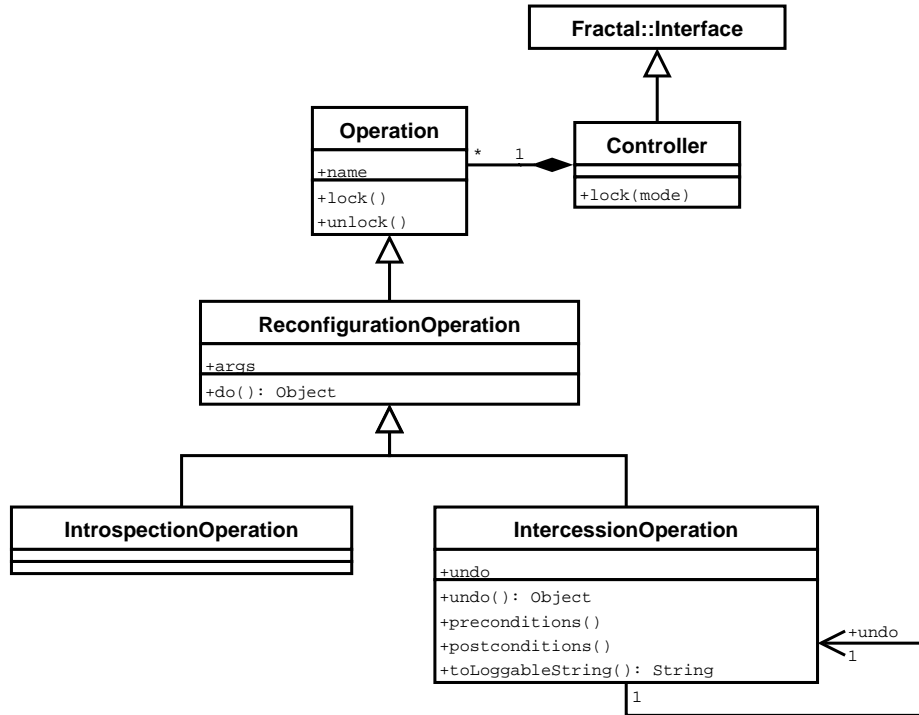 Fractal::Interface
Operation
+name
+lock()
+unlock()
* 1
Controller
+lock(mode)
ReconfigurationOperation
+args
+do(): Object
IntrospectionOperation
IntercessionOperation
+undo
+undo(): Object
+preconditions()
+postconditions()
+toLoggableString(): String
+undo
1
1